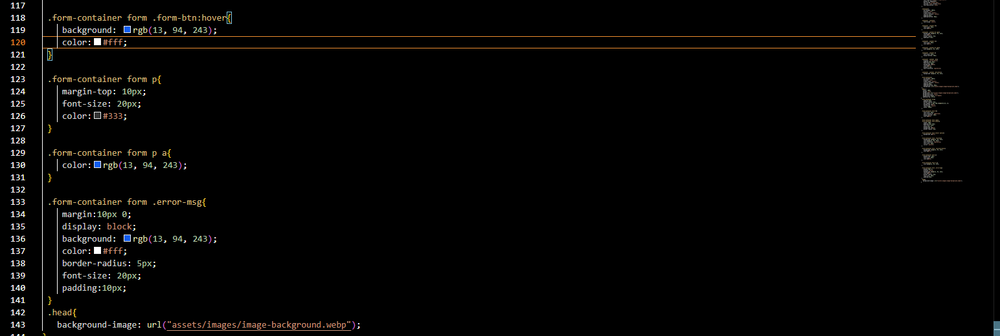 117
118 .form-container form .form-btn:hover{
119 background: rgb(13, 94, 243);
120 color: #fff;
121 }
122
123 .form-container form p{
124 margin-top: 10px;
125 font-size: 20px;
126 color: #333;
127 }
128
129 .form-container form p a{
130 color: rgb(13, 94, 243);
131 }
132
133 .form-container form .error-msg{
134 margin:10px 0;
135 display: block;
136 background: rgb(13, 94, 243);
137 color: #fff;
138 border-radius: 5px;
139 font-size: 20px;
140 padding:10px;
141 }
142 .head{
143 background-image: url("assets/images/image-background.webp");
144 }